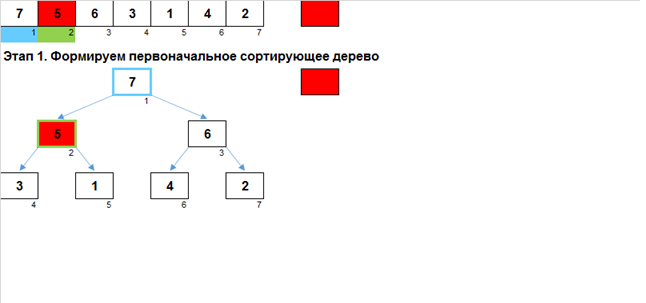 7 5 6 3 1 4 2
1 2 3 4 5 6 7
Этап 1. Формируем первоначальное сортирующее дерево
7
1
5 6
2 3
3 1 4 2
4 5 6 7